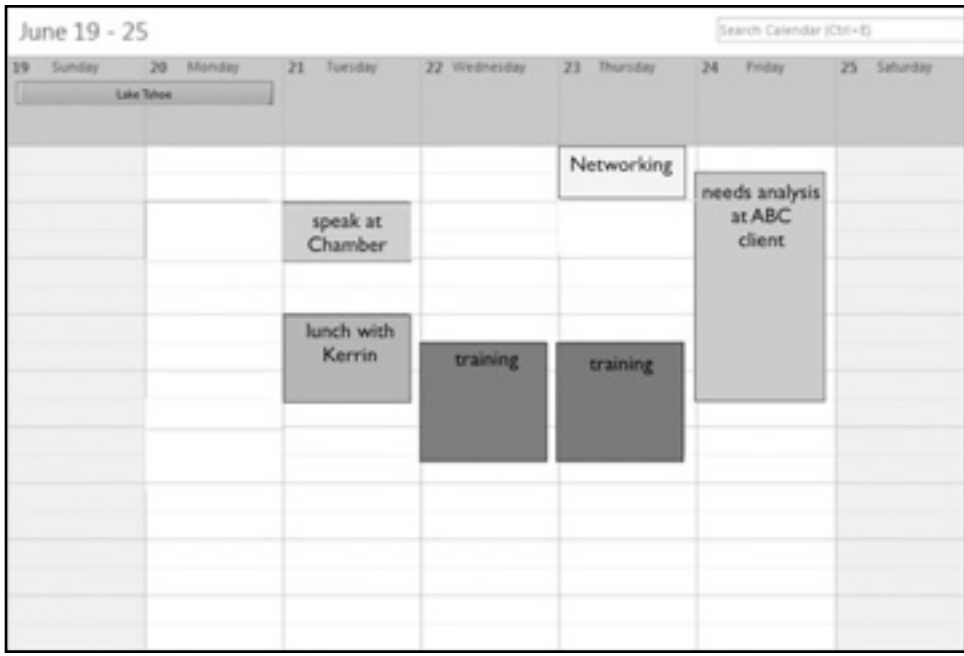 June 19 - 25
Search Calendar (Ctrl+E)
19 Sunday 20 Monday 21 Tuesday 22 Wednesday 23 Thursday 24 Friday 25 Saturday
Lake Tahoe
Networking
needs analysis
at ABC
client
speak at
Chamber
lunch with
Kerrin
training
training